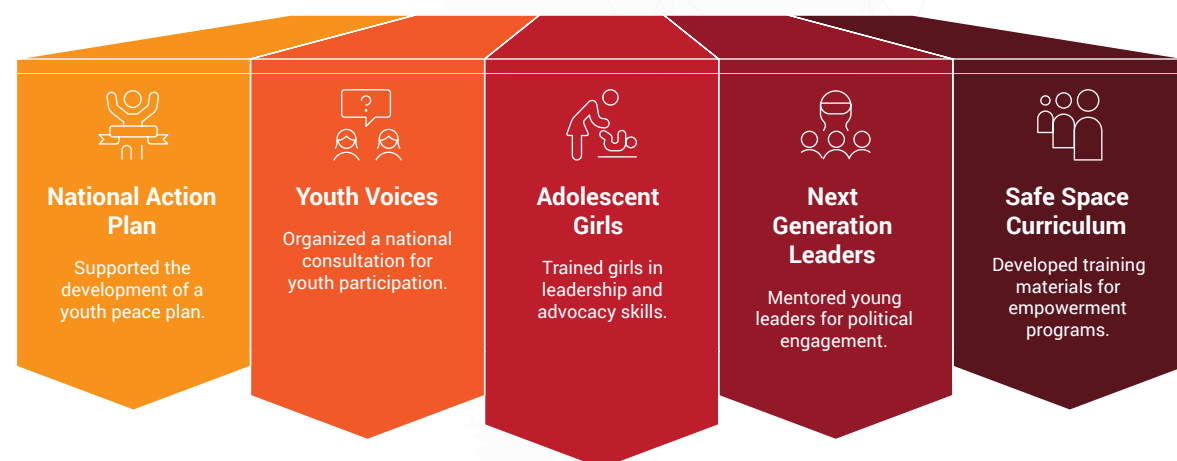 National Action
Plan
Supported the
development of a
youth peace plan.
?
Youth Voices
Organized a national
consultation for
youth participation.
Adolescent
Girls
Trained girls in
leadership and
advocacy skills.
Next
Generation
Leaders
Mentored young
leaders for political
engagement.
Safe Space
Curriculum
Developed training
materials for
empowerment
programs.